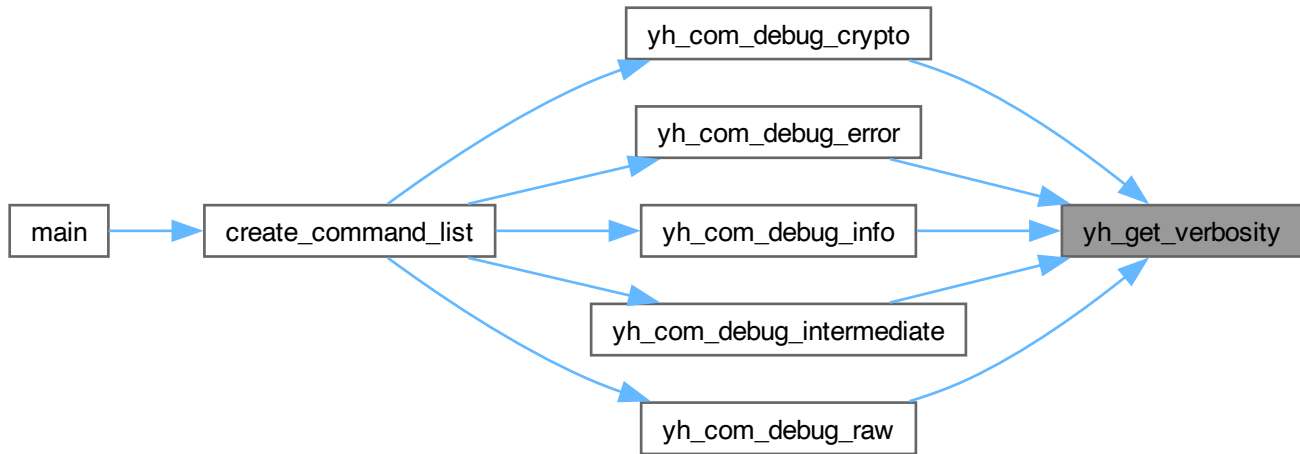 main
create_command_list
yh_com_debug_crypto
yh_com_debug_error
yh_com_debug_info
yh_com_debug_intermediate
yh_com_debug_raw
yh_get_verbosity